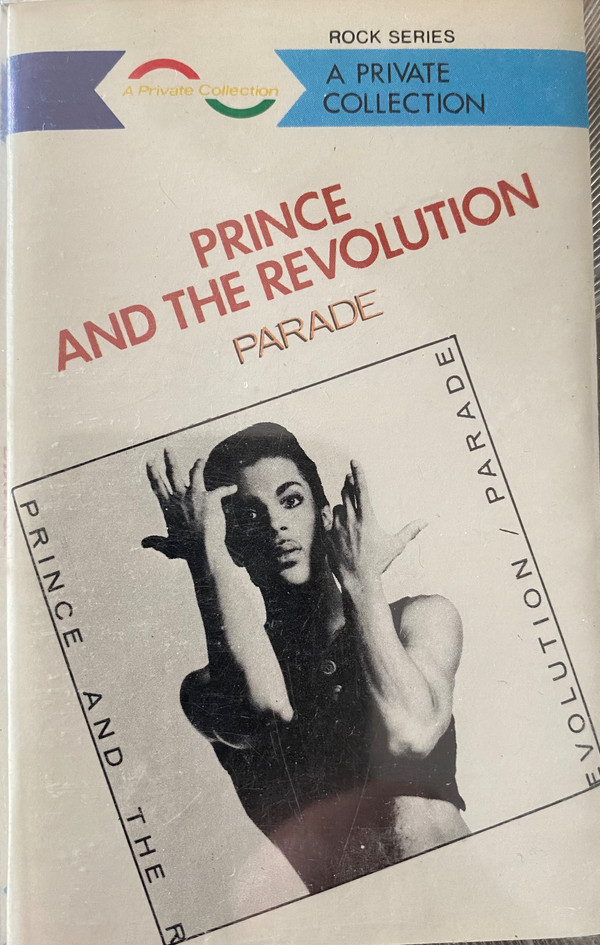 ROCK SERIES
A Private Collection
A PRIVATE
COLLECTION
PRINCE
AND THE REVOLUTION
PARADE
PRINCE AND THE R
EVOLUTION / PARADE